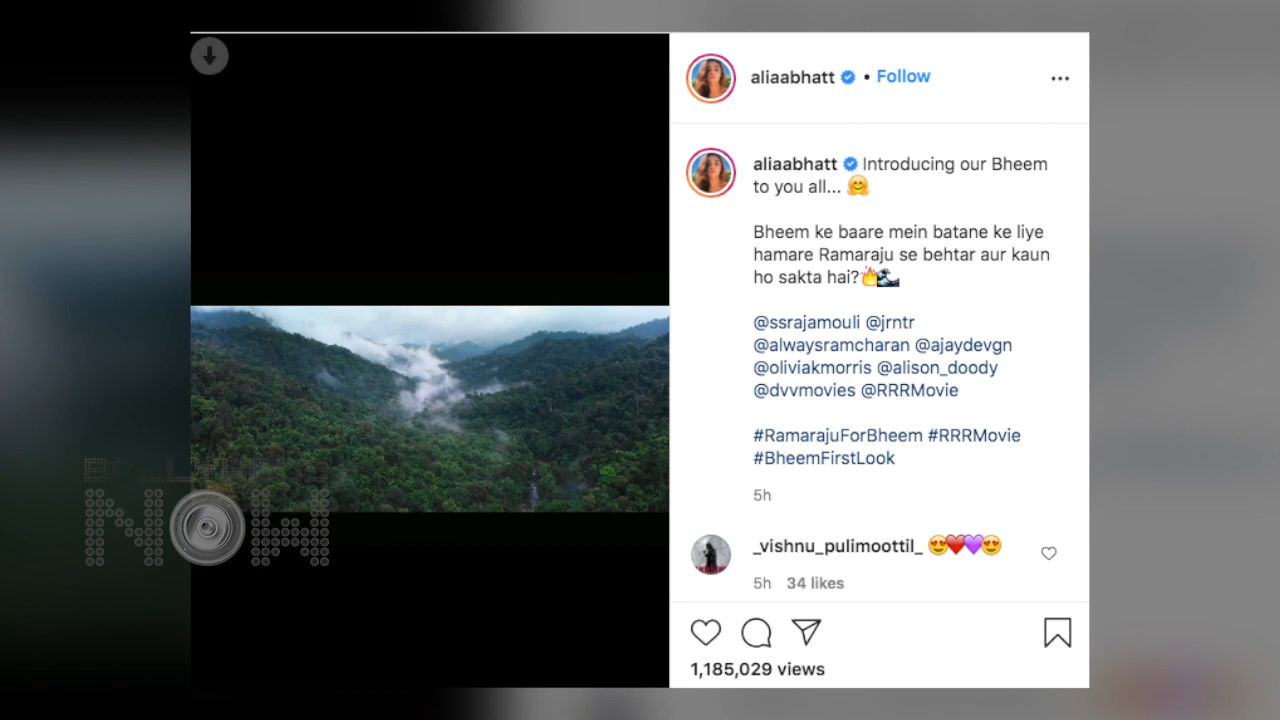 aliaabhatt • Follow
aliaabhatt Introducing our Bheem
to you all... 🤗
Bheem ke baare mein batane ke liye
hamare Ramaraju se behtar aur kaun
ho sakta hai?🔥🌊
@ssrajamouli @jrntr
@alwaysramcharan @ajaydevgn
@oliviakmorris @alison_doody
@dvvmovies @RRRMovie
#RamarajuForBheem #RRRMovie
#BheemFirstLook
5h
_vishnu_pulimoottil_ 😍❤️💜😍
5h 34 likes
1,185,029 views
BOLLYWOOD
NOW